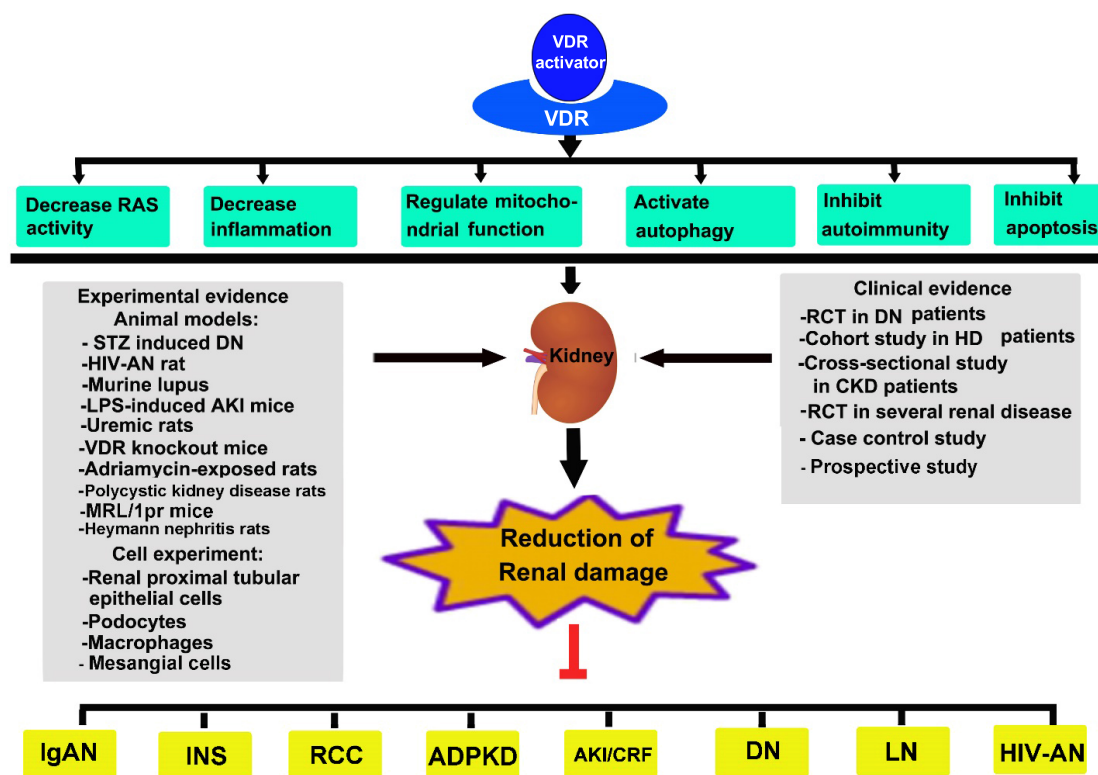 VDR
activator
VDR
Decrease RAS
activity
Decrease
inflammation
Regulate mitocho-
ndrial function
Activate
autophagy
Inhibit
autoimmunity
Inhibit
apoptosis
Experimental evidence
Animal models:
- STZ induced DN
-HIV-AN rat
-Murine lupus
-LPS-induced AKI mice
-Uremic rats
-VDR knockout mice
-Adriamycin-exposed rats
-Polycystic kidney disease rats
-MRL/1pr mice
-Heymann nephritis rats
Cell experiment:
-Renal proximal tubular
epithelial cells
-Podocytes
-Macrophages
- Mesangial cells
Kidney
Clinical evidence
-RCT in DN patients
-Cohort study in HD patients
-Cross-sectional study
in CKD patients
-RCT in several renal disease
- Case control study
- Prospective study
Reduction of
Renal damage
IgAN
INS
RCC
ADPKD
AKI/CRF
DN
LN
HIV-AN